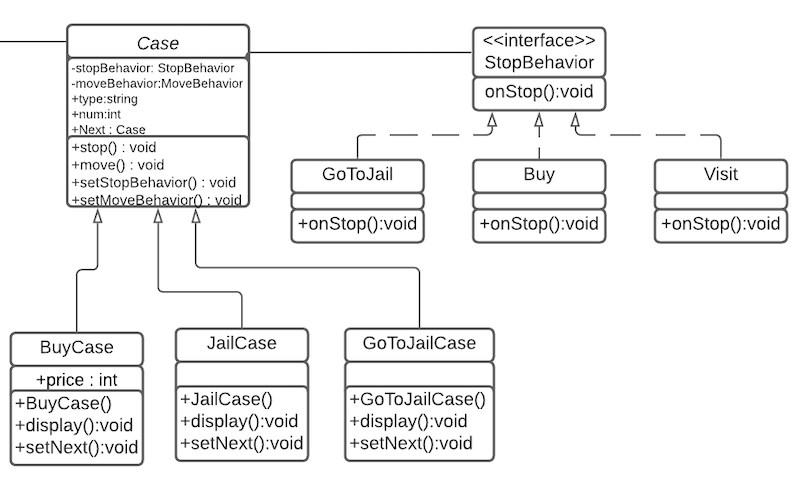 Case
-stopBehavior: StopBehavior
-moveBehavior:MoveBehavior
+type:string
+num:int
+Next : Case
+stop() : void
+move() : void
+setStopBehavior() : void
+setMoveBehavior() : void
<<interface>>
StopBehavior
onStop():void
GoToJail
+onStop():void
Buy
+onStop():void
Visit
+onStop():void
BuyCase
+price : int
+BuyCase()
+display():void
+setNext():void
JailCase
+JailCase()
+display():void
+setNext():void
GoToJailCase
+GoToJailCase()
+display():void
+setNext():void